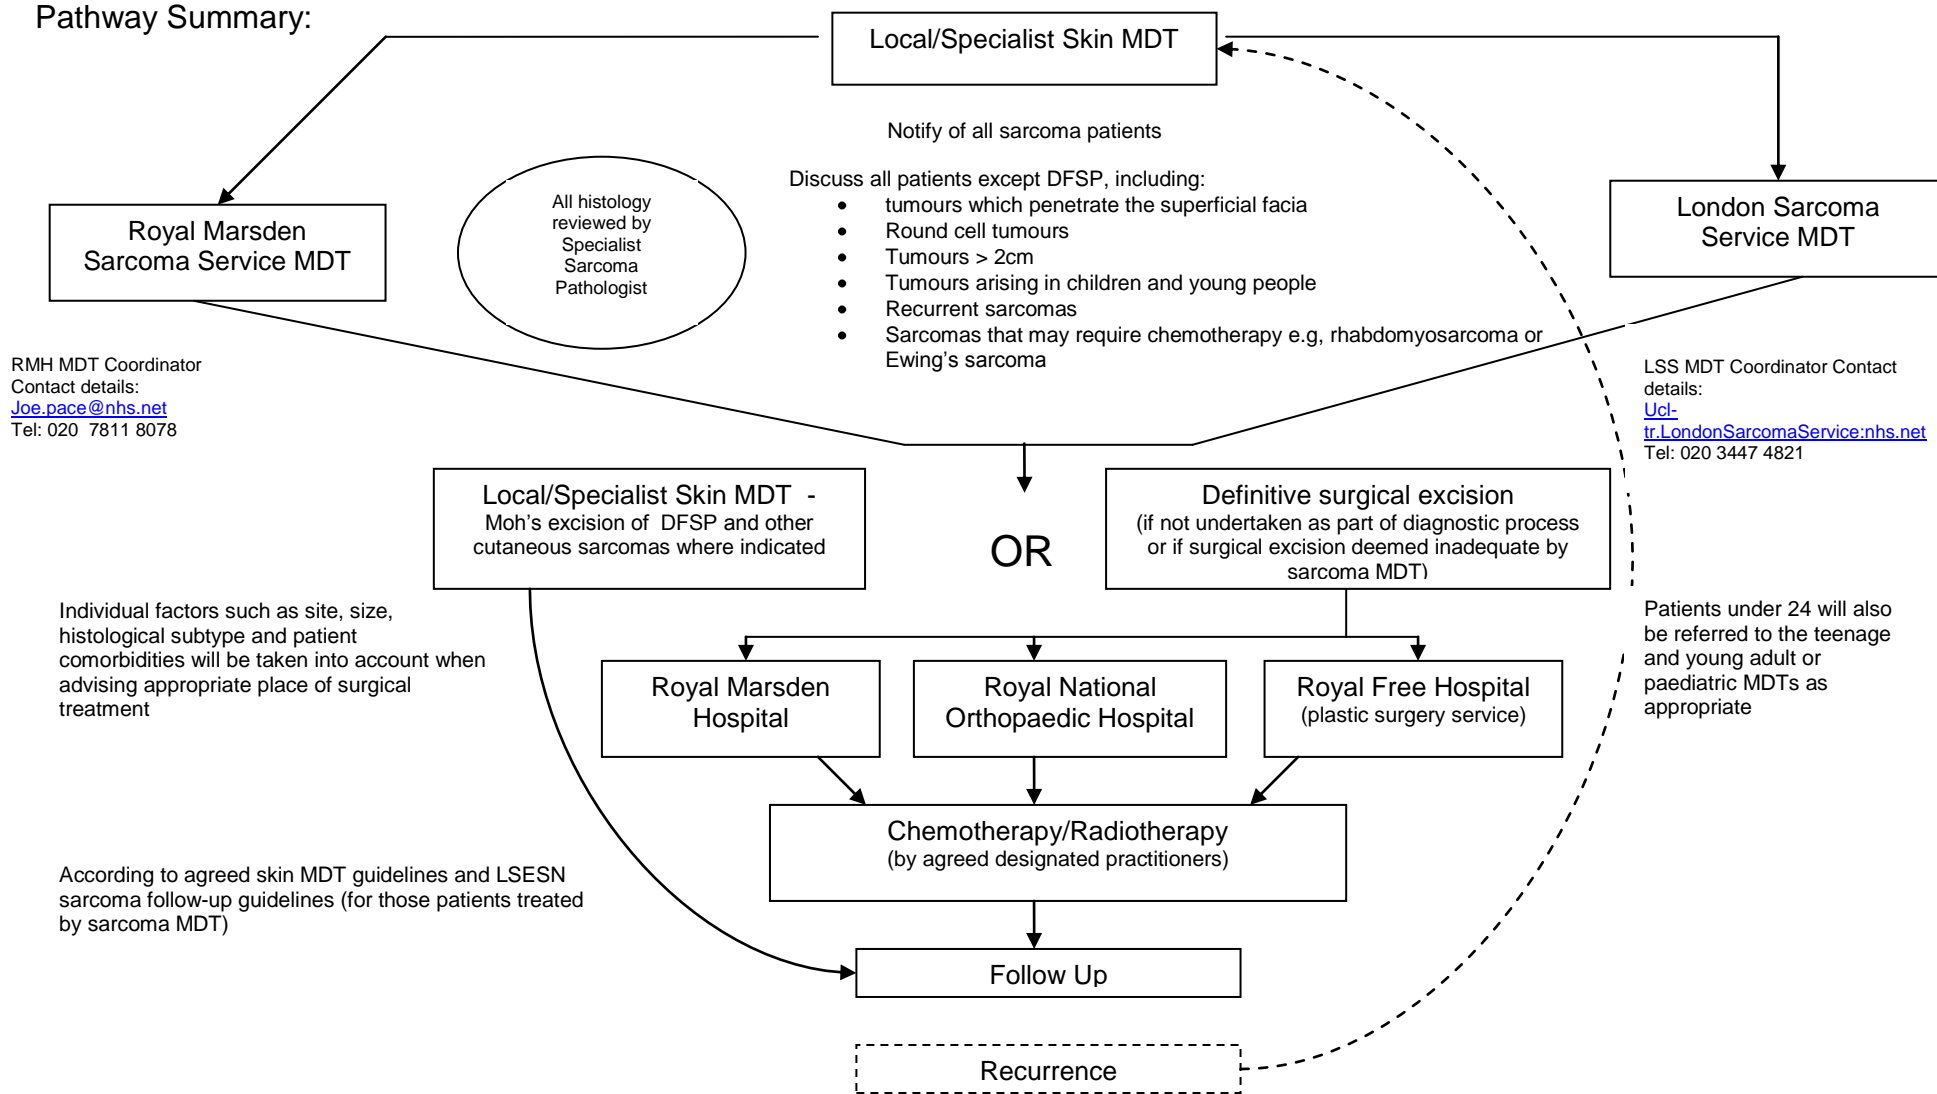 Pathway Summary:
Local/Specialist Skin MDT
Notify of all sarcoma patients
Discuss all patients except DFSP, including:
• tumours which penetrate the superficial facia
• Round cell tumours
• Tumours > 2cm
• Tumours arising in children and young people
• Recurrent sarcomas
• Sarcomas that may require chemotherapy e.g, rhabdomyosarcoma or
Ewing's sarcoma
All histology
reviewed by
Specialist
Sarcoma
Pathologist
Royal Marsden
Sarcoma Service MDT
London Sarcoma
Service MDT
RMH MDT Coordinator
Contact details:
Joe.pace@nhs.net
Tel: 020 7811 8078
LSS MDT Coordinator Contact
details:
Ucl-
tr.LondonSarcomaService:nhs.net
Tel: 020 3447 4821
Local/Specialist Skin MDT -
Moh's excision of DFSP and other
cutaneous sarcomas where indicated
OR
Definitive surgical excision
(if not undertaken as part of diagnostic process
or if surgical excision deemed inadequate by
sarcoma MDT)
Individual factors such as site, size,
histological subtype and patient
comorbidities will be taken into account when
advising appropriate place of surgical
treatment
Patients under 24 will also
be referred to the teenage
and young adult or
paediatric MDTs as
appropriate
Royal Marsden
Hospital
Royal National
Orthopaedic Hospital
Royal Free Hospital
(plastic surgery service)
Chemotherapy/Radiotherapy
(by agreed designated practitioners)
According to agreed skin MDT guidelines and LSESN
sarcoma follow-up guidelines (for those patients treated
by sarcoma MDT)
Follow Up
Recurrence